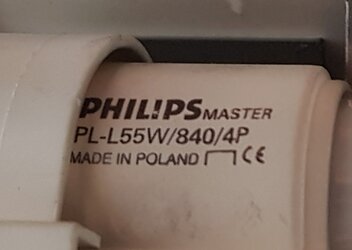 PHILIPS MASTER
PL-L55W/840/4P
MADE IN POLAND CE